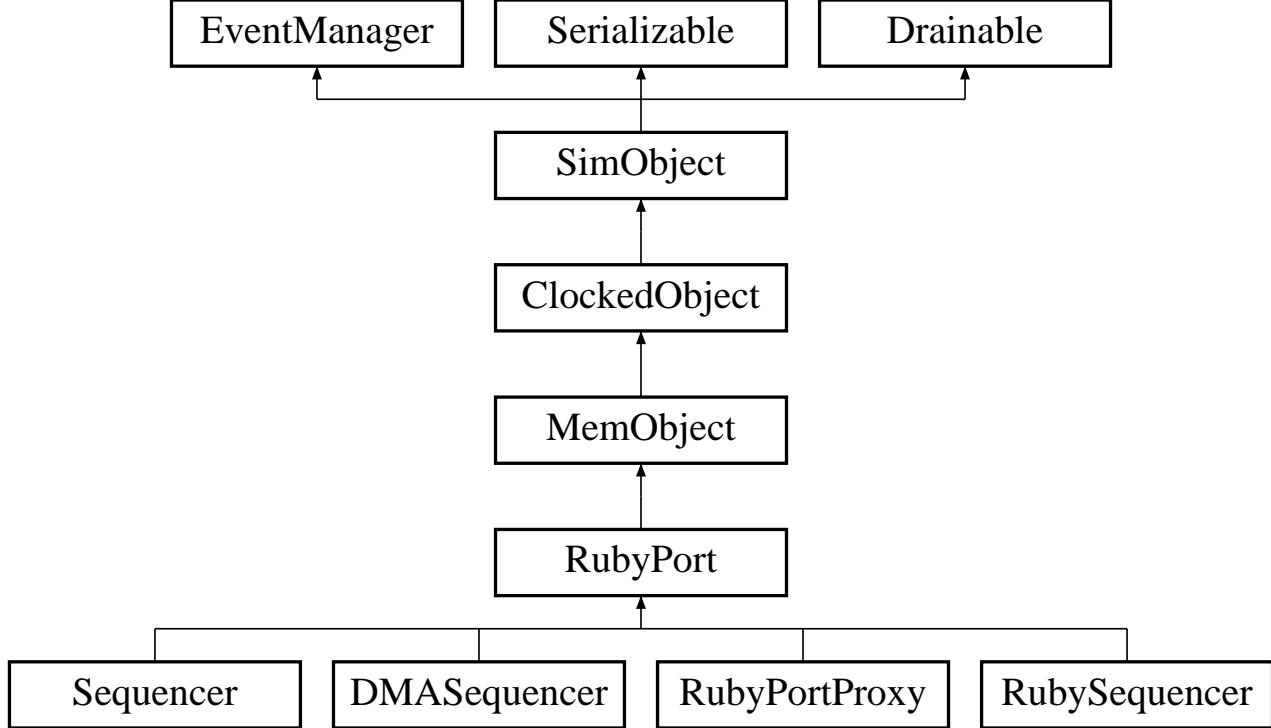 EventManager Serializable Drainable
SimObject
ClockedObject
MemObject
RubyPort
Sequencer DMASequencer RubyPortProxy RubySequencer